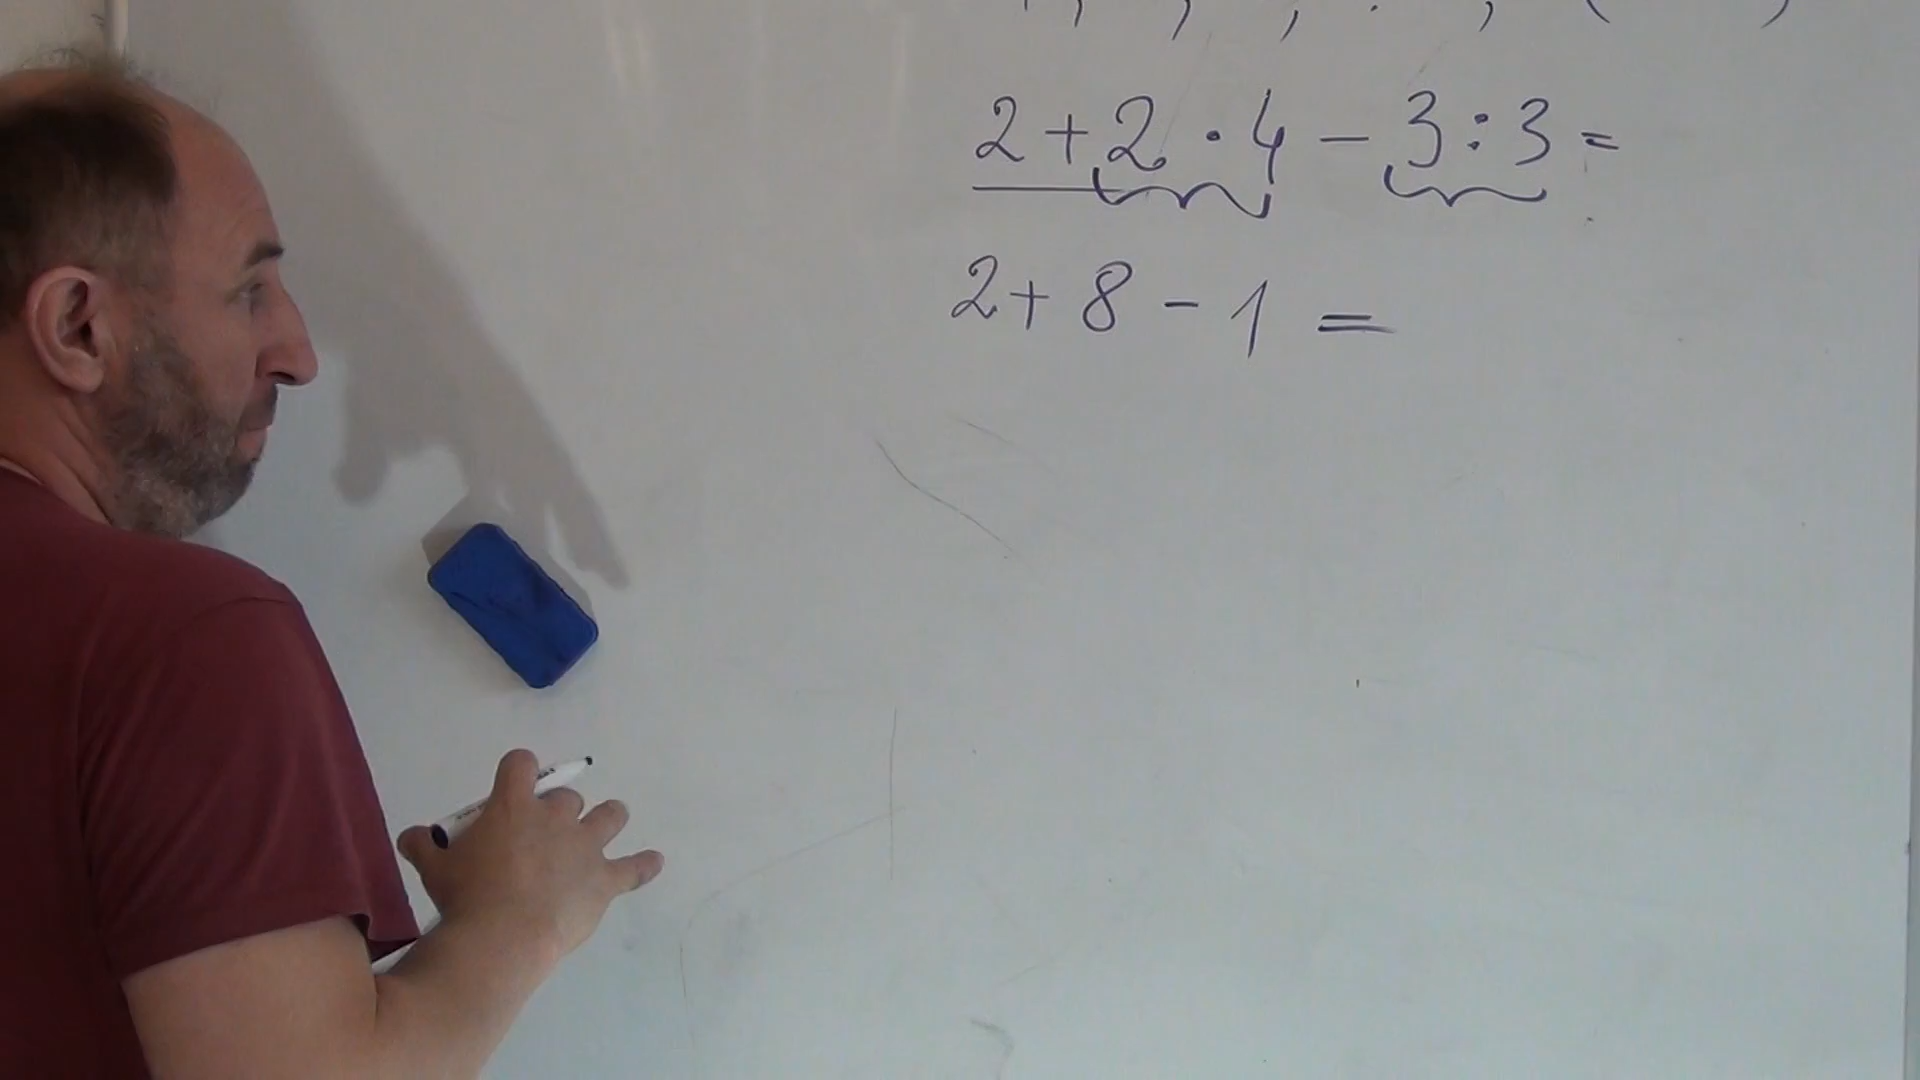 2 + 2 · 4 – 3 : 3 =
2 + 8 - 1 =